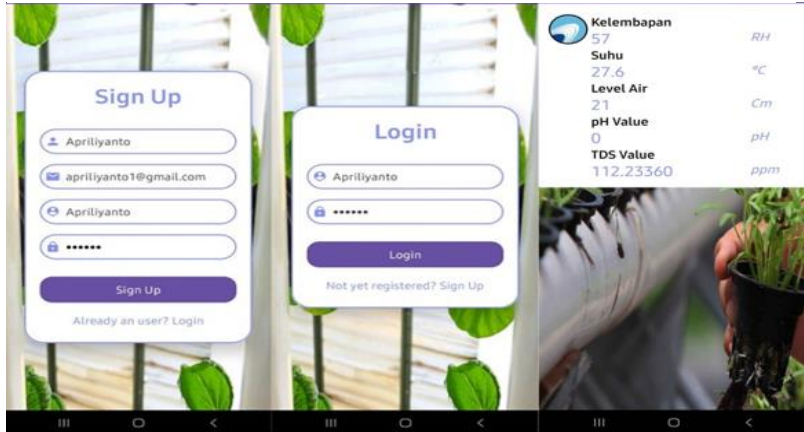 Sign Up
Apriliyanto
apriliyanto1@gmail.com
Apriliyanto
••••••
Sign Up
Already an user? Login
Login
Apriliyanto
••••••
Login
Not yet registered? Sign Up
Kelembapan
57 RH
Suhu
27.6 °C
Level Air
21 Cm
pH Value
0 pH
TDS Value
112.23360 ppm